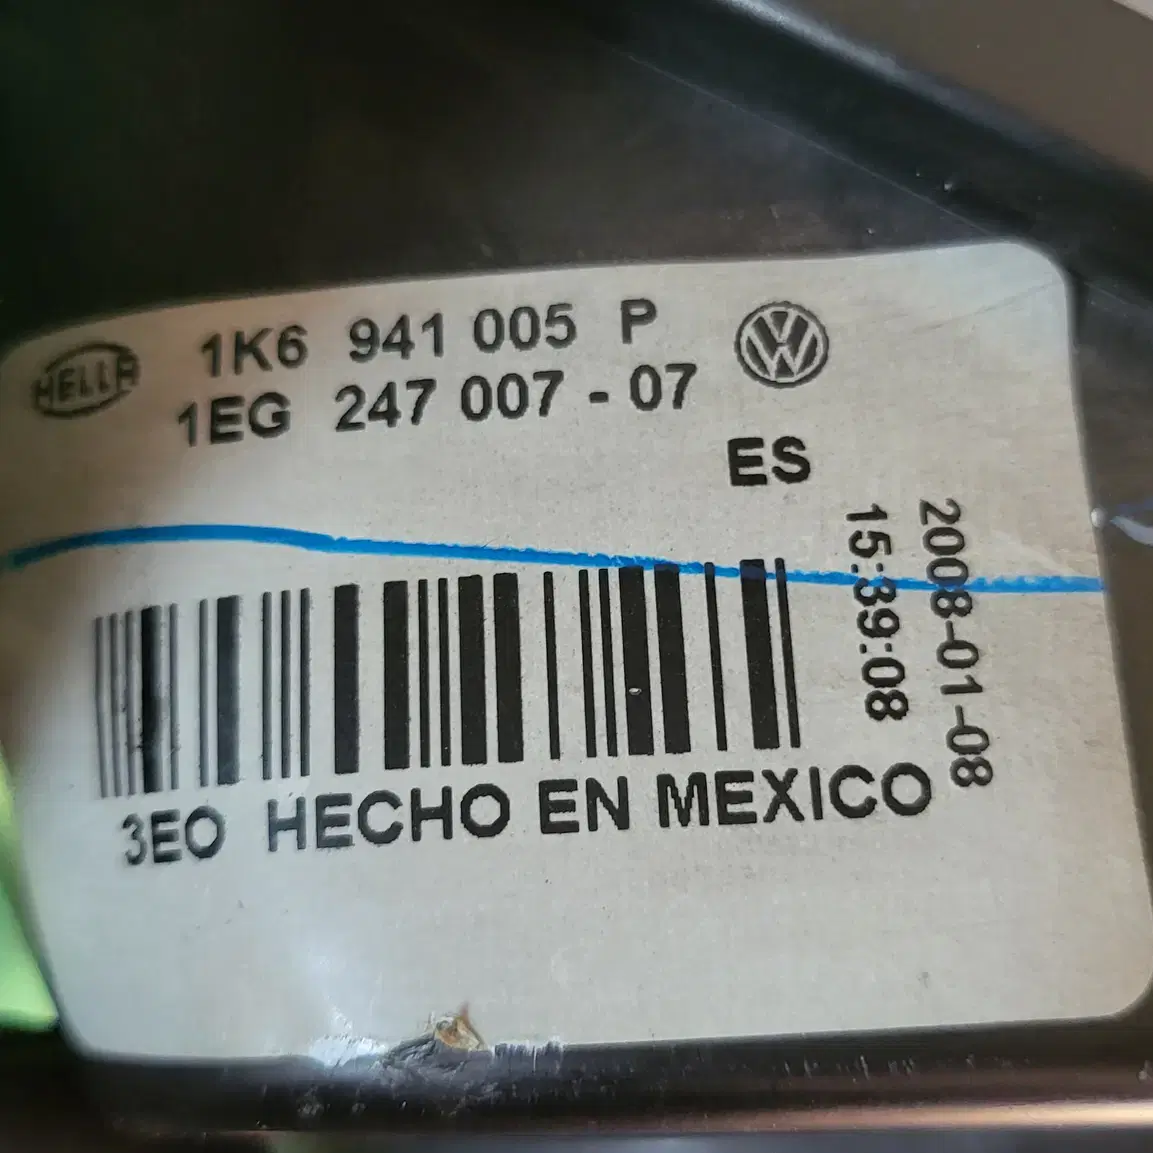 HELLA
1K6 941 005 P
1EG 247 007 - 07
ES
2008-01-08
15:39:08
3EO HECHO EN MEXICO